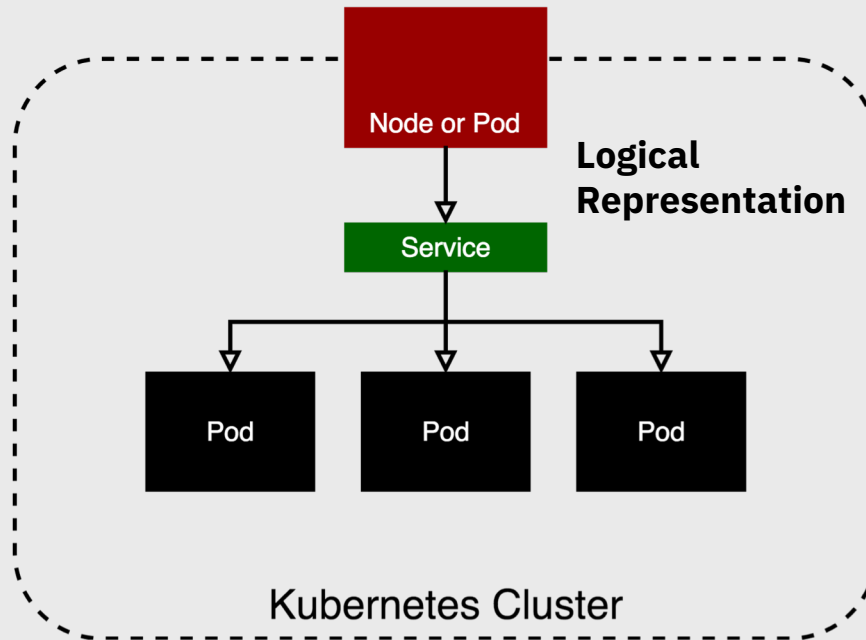 Node or Pod
Logical
Representation
Service
Pod
Pod
Pod
Kubernetes Cluster